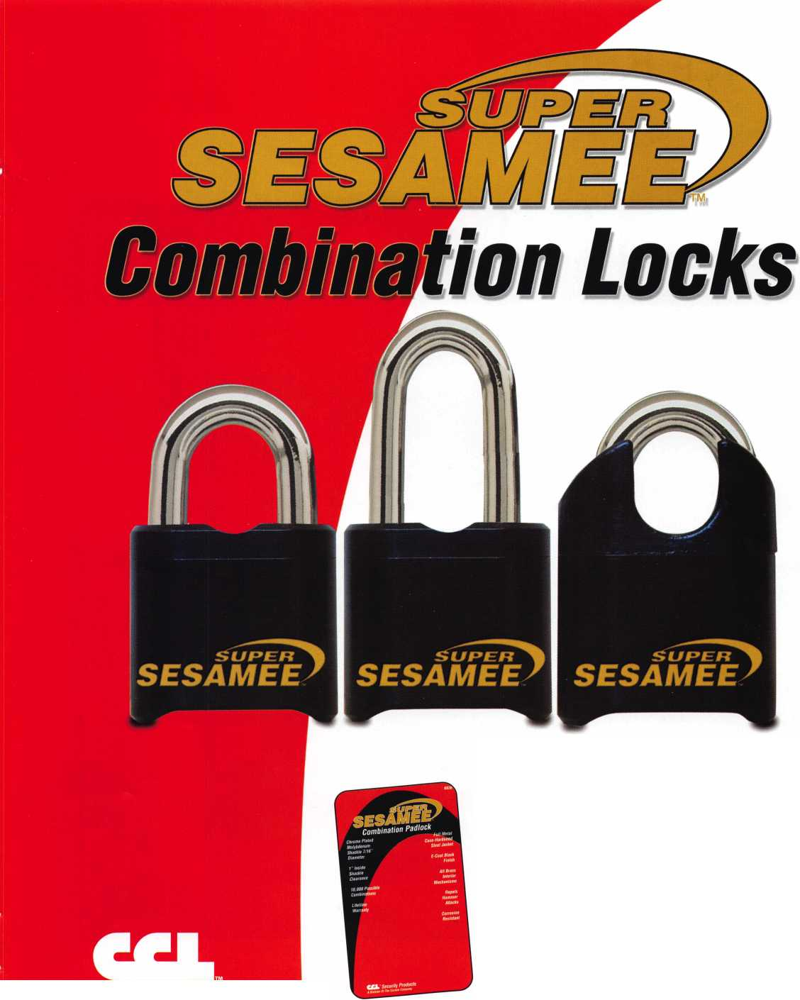 SUPER
SESAMEE™
Combination Locks
SUPER
SESAMEE™
SUPER
SESAMEE™
SUPER
SESAMEE™
SUPER
SESAMEE
Combination Padlock
Chrome Plated
Molybdenum
Shackle 7/16"
Diameter
1" Inside
Shackle
Clearance
10,000 Possible
Combinations
Lifetime
Warranty
Full Metal
Case-Hardened
Steel Jacket
E-Coat Black
Finish
All Brass
Interior
Mechanisms
Repels
Hammer
Attacks
Corrosion
Resistant
CCL Security Products
A Division Of The Eastern Company
CCL™